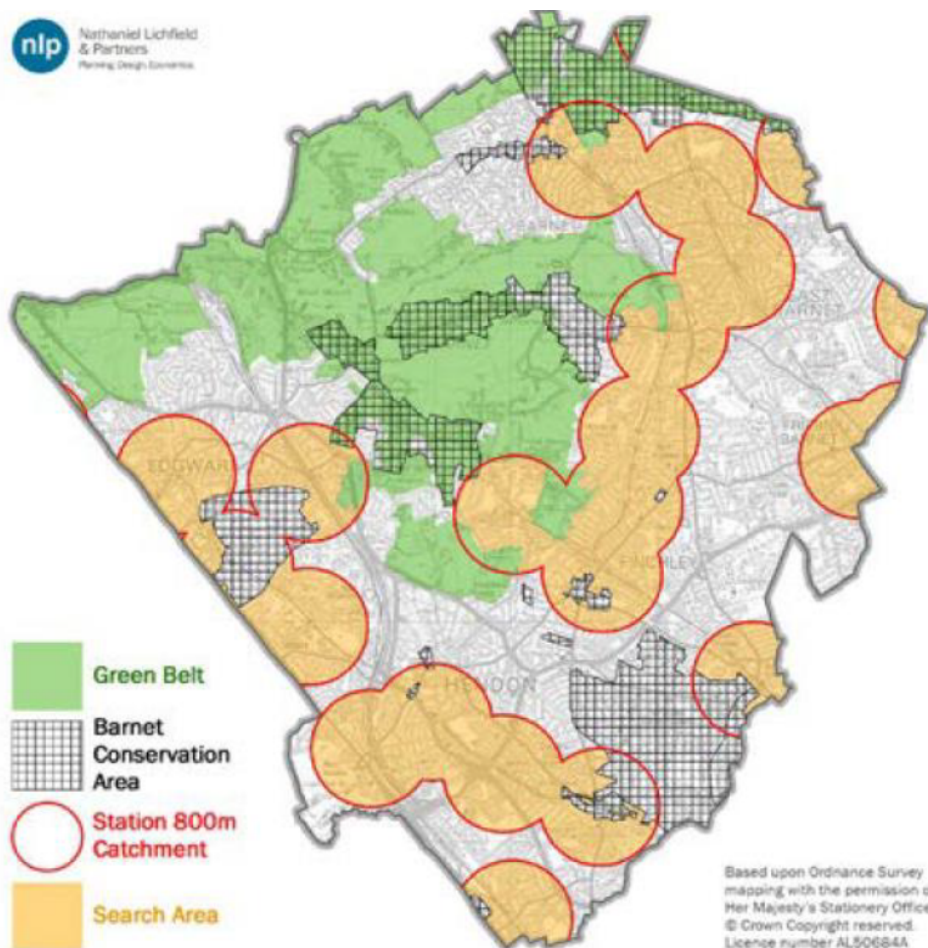 nlp
Nathaniel Lichfield
& Partners
Planning Design Economics
EDGWAR
HENDON
FINCHLEY
EAST
BARNET
FRIERN
BARNET
Green Belt
Barnet
Conservation
Area
Station 800m
Catchment
Search Area
Based upon Ordnance Survey
mapping with the permission o
Her Majesty's Stationery Office
© Crown Copyright reserved.
Licence number AL50684A